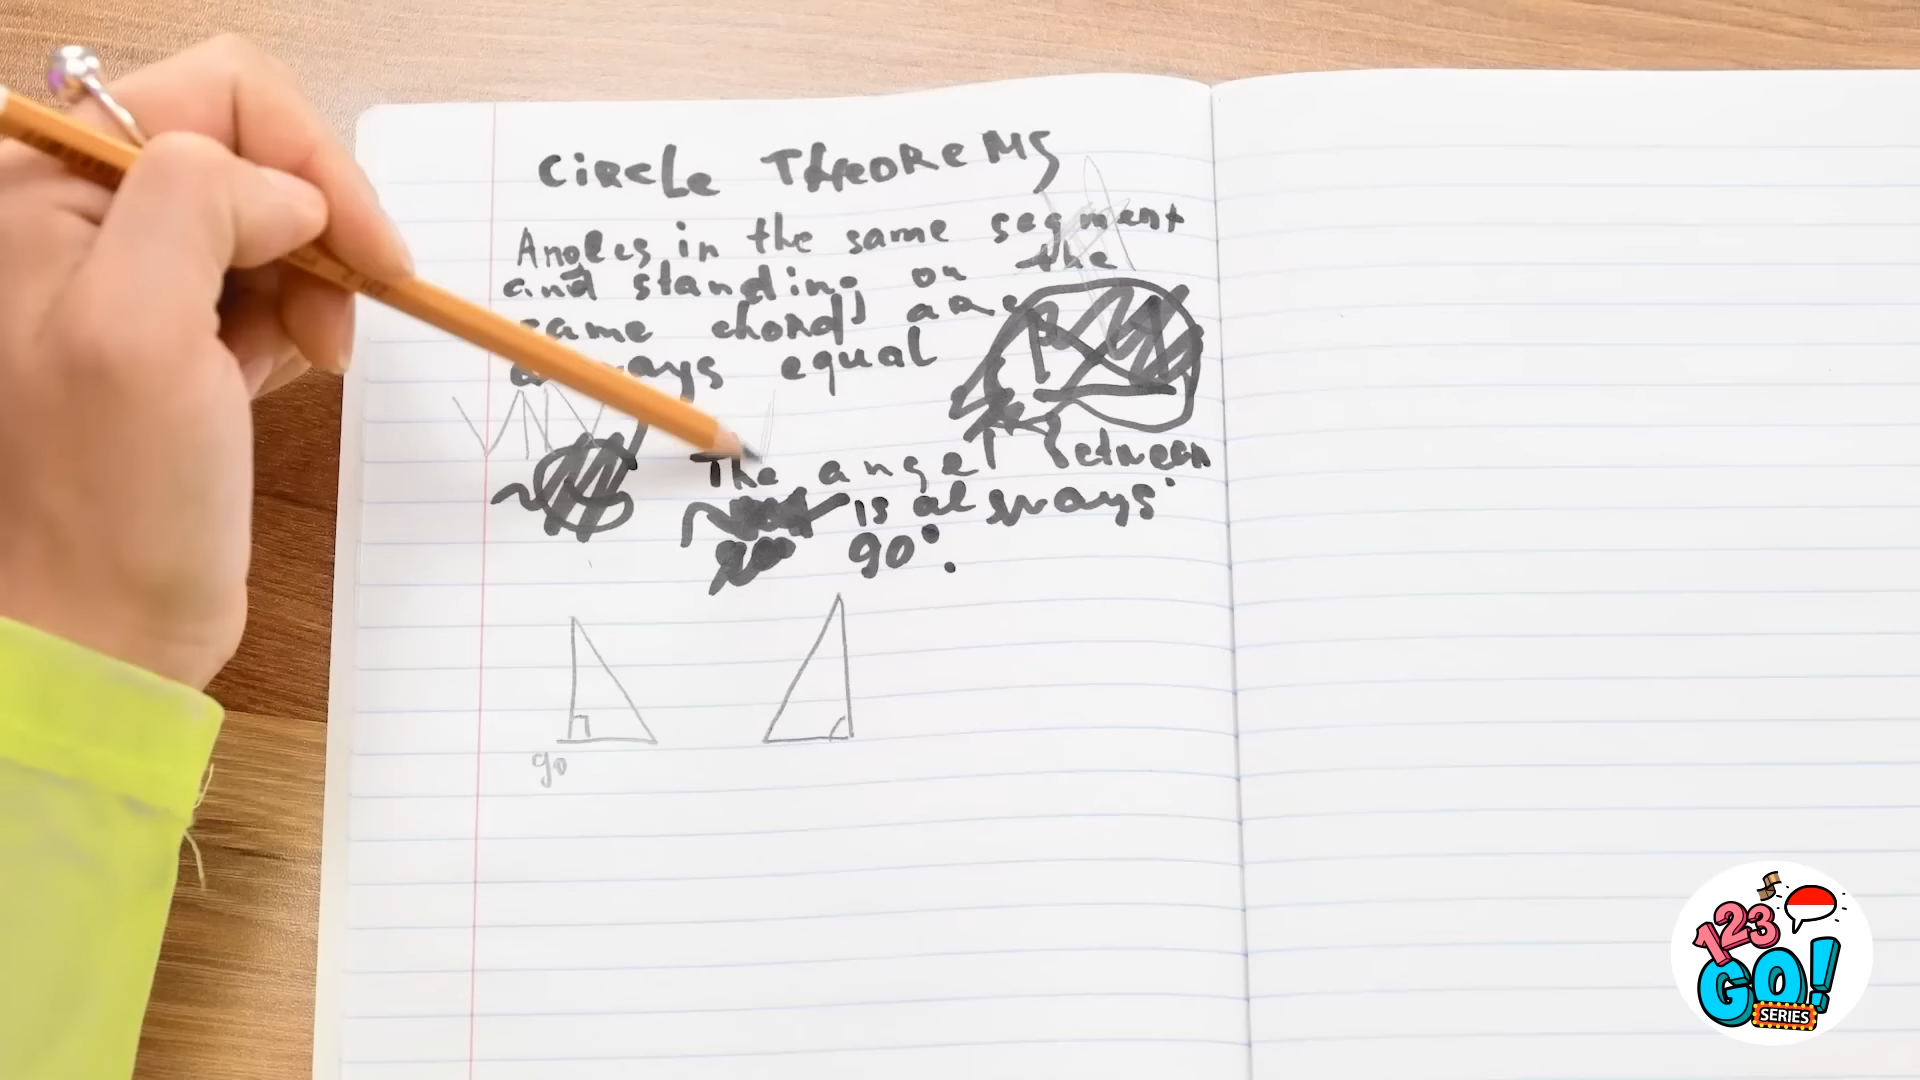 CiRcLe TheoReMS
Angles in the same segment
and standing on the
same chord are
always equal
The angel between
is always
90°.
90
123
GO!
SERIES